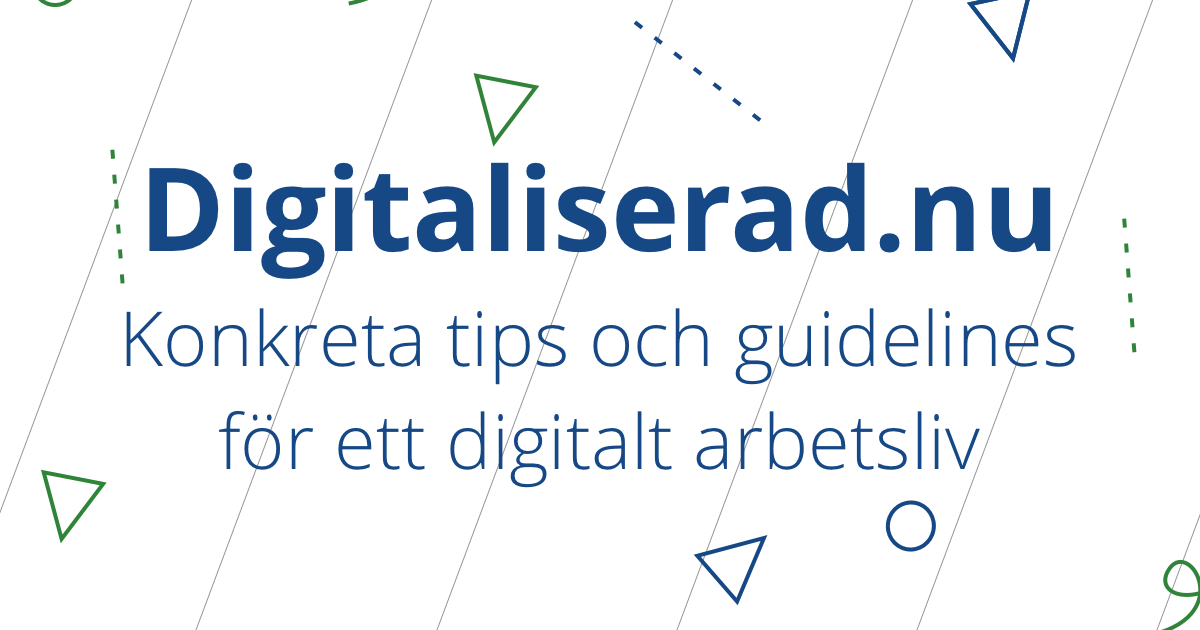 Digitaliserad.nu
Konkreta tips och guidelines
för ett digitalt arbetsliv